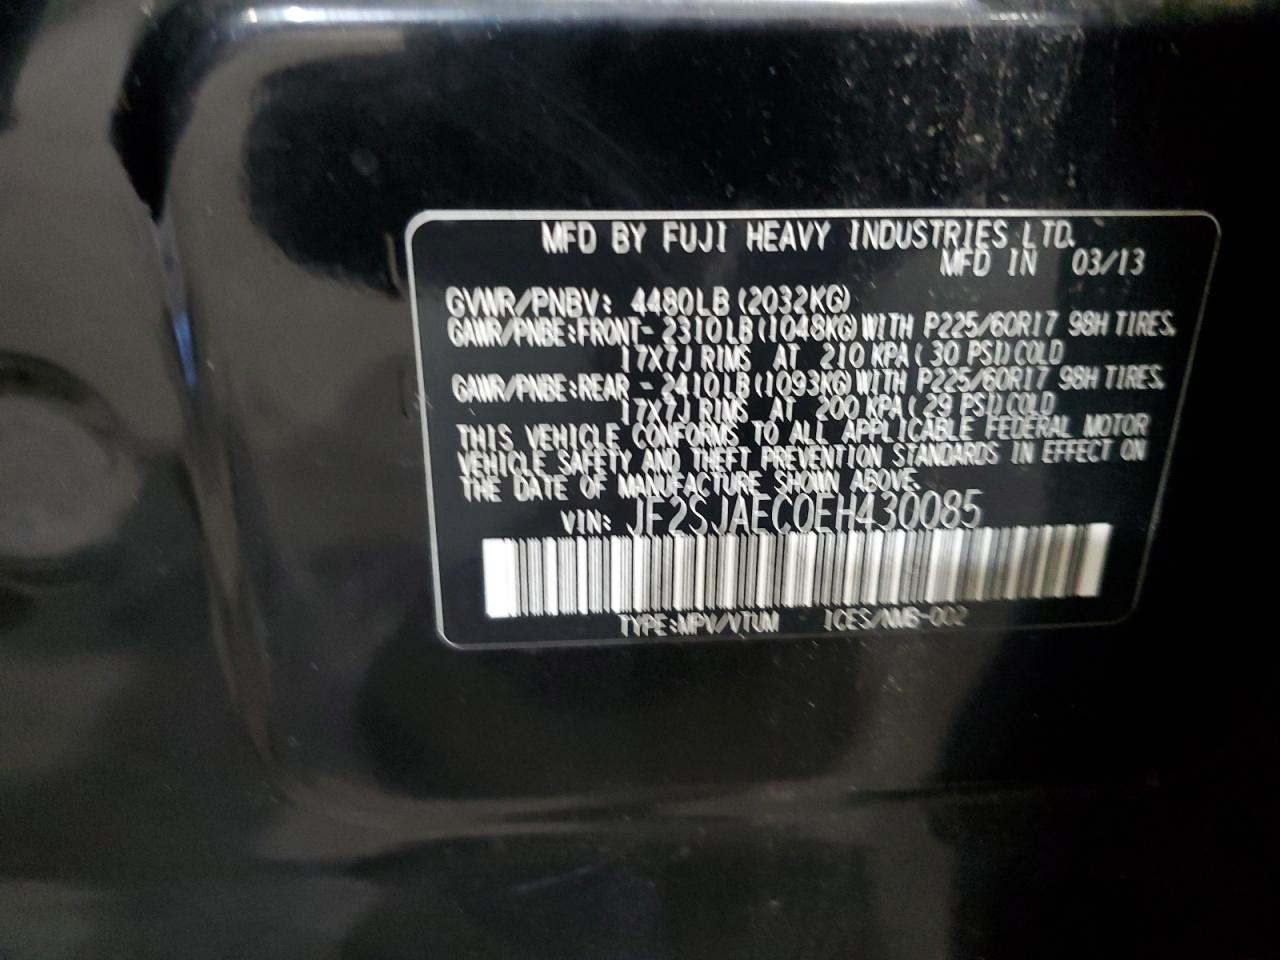 MFD BY FUJI HEAVY INDUSTRIES LTD.
MFD IN 03/13
GVWR/PNBV: 4480LB (2032KG)
GAWR/PNBE:FRONT- 2310LB(1048KG)WITH P225/60R17 98H TIRES.
17X7J RIMS AT 210 KPA( 30 PSI)COLD
GAWR/PNBE:REAR - 2410LB(1093KG)WITH P225/60R17 98H TIRES.
17X7J RIMS AT 200 KPA( 29 PSI)COLD
THIS VEHICLE CONFORMS TO ALL APPLICABLE FEDERAL MOTOR
VEHICLE SAFETY AND THEFT PREVENTION STANDARDS IN EFFECT ON
THE DATE OF MANUFACTURE SHOWN ABOVE.
VIN: JF2SJAEC0EH430085
TYPE:MPV/VTUM ICES/NMB-002